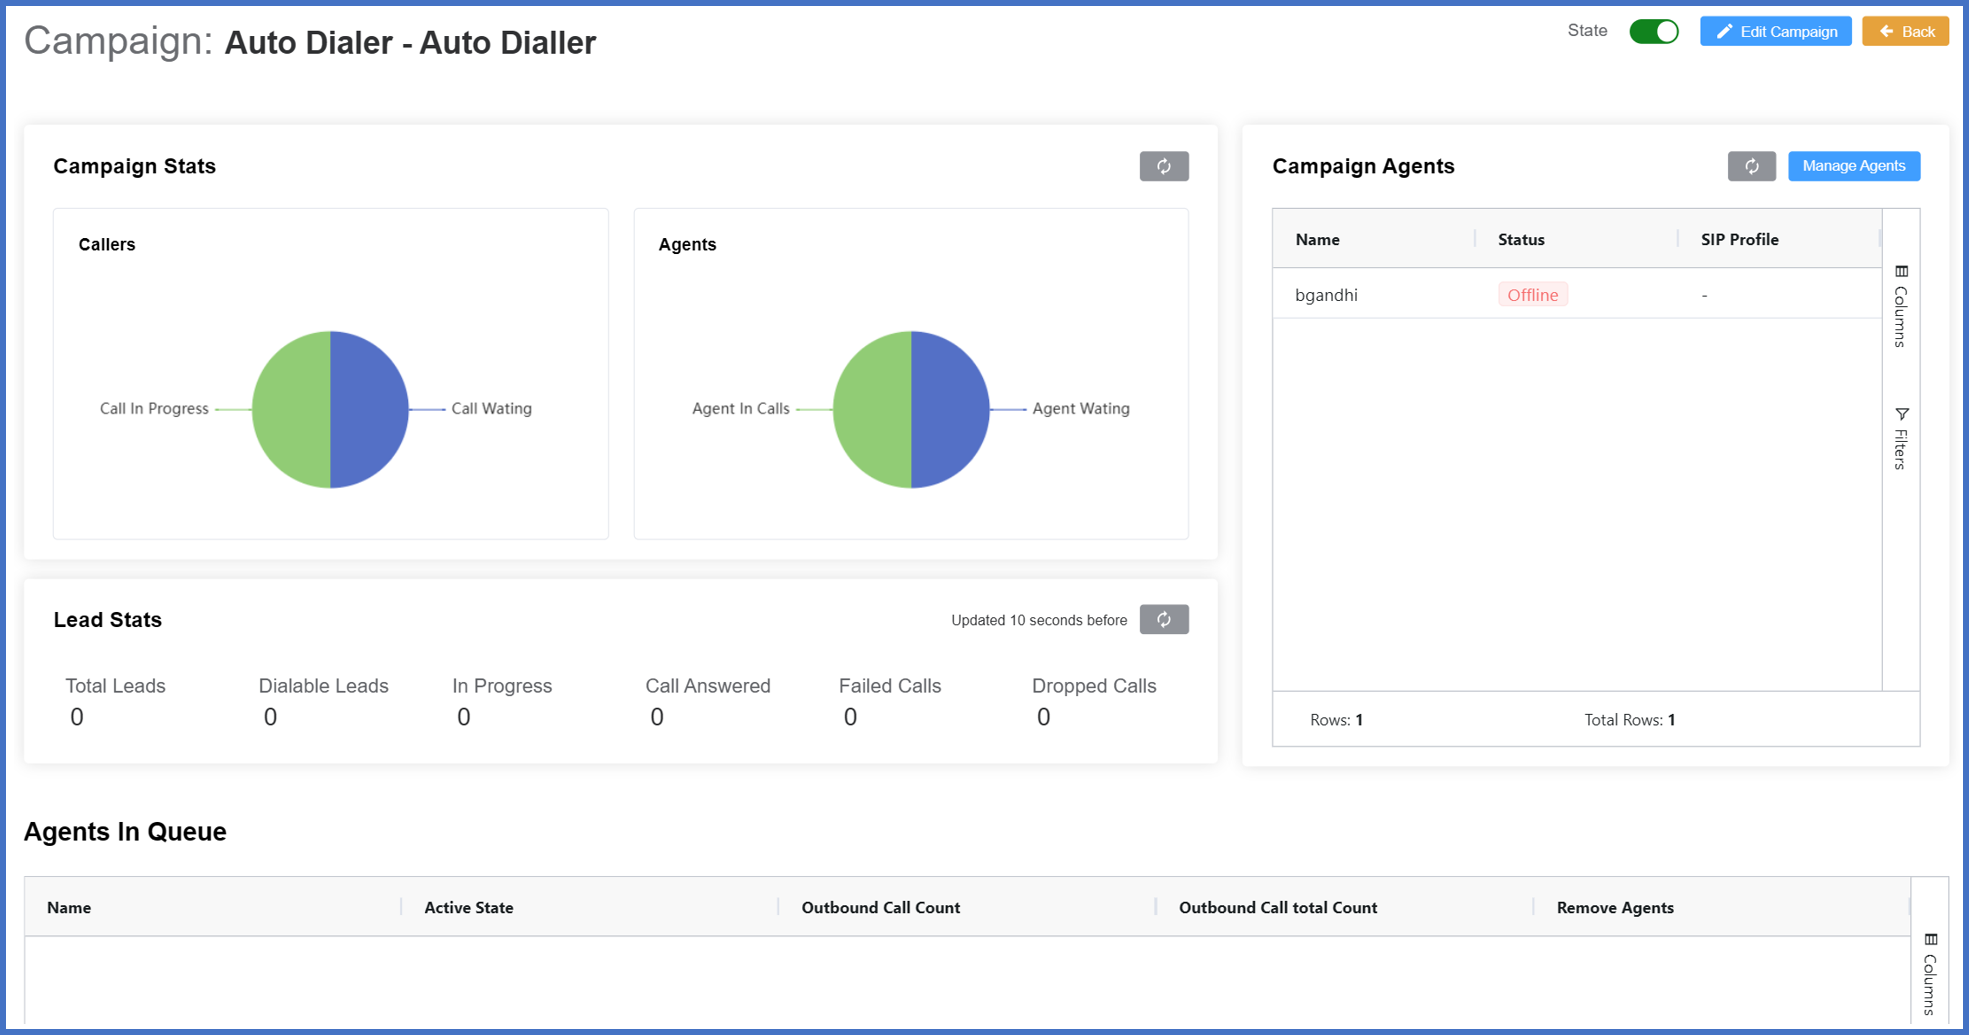 Campaign: Auto Dialer - Auto Dialler
State
Edit Campaign
Back
Campaign Stats
Callers
Call In Progress
Call Wating
Agents
Agent In Calls
Agent Wating
Campaign Agents
Manage Agents
Name Status SIP Profile
bgandhi Offline -
Columns
Filters
Rows: 1 Total Rows: 1
Lead Stats
Updated 10 seconds before
Total Leads Dialable Leads In Progress Call Answered Failed Calls Dropped Calls
0 0 0 0 0 0
Agents In Queue
Name Active State Outbound Call Count Outbound Call total Count Remove Agents
Columns